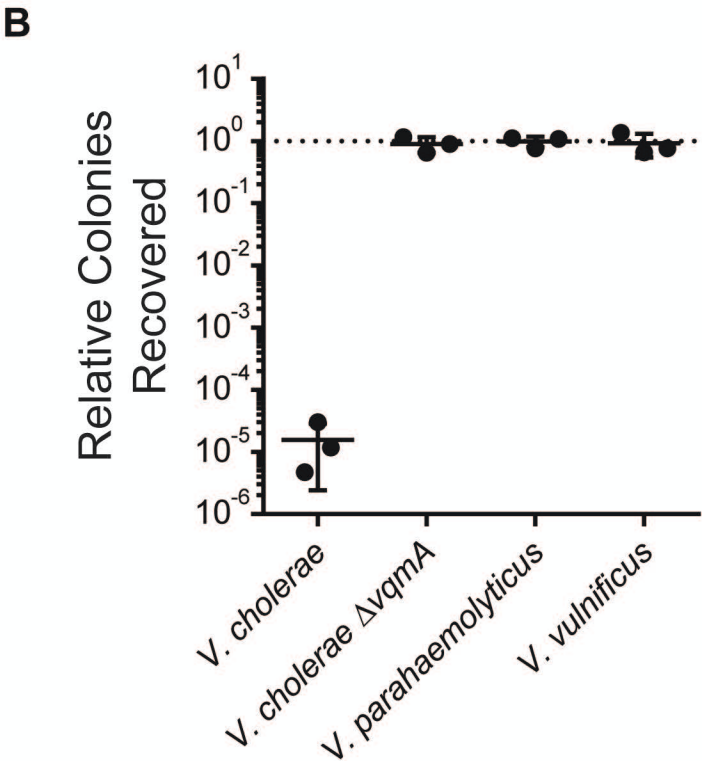 B
Relative Colonies
Recovered
10^1
10^0
10^-1
10^-2
10^-3
10^-4
10^-5
10^-6
V. cholerae
V. cholerae ΔvqmA
V. parahaemolyticus
V. vulnificus